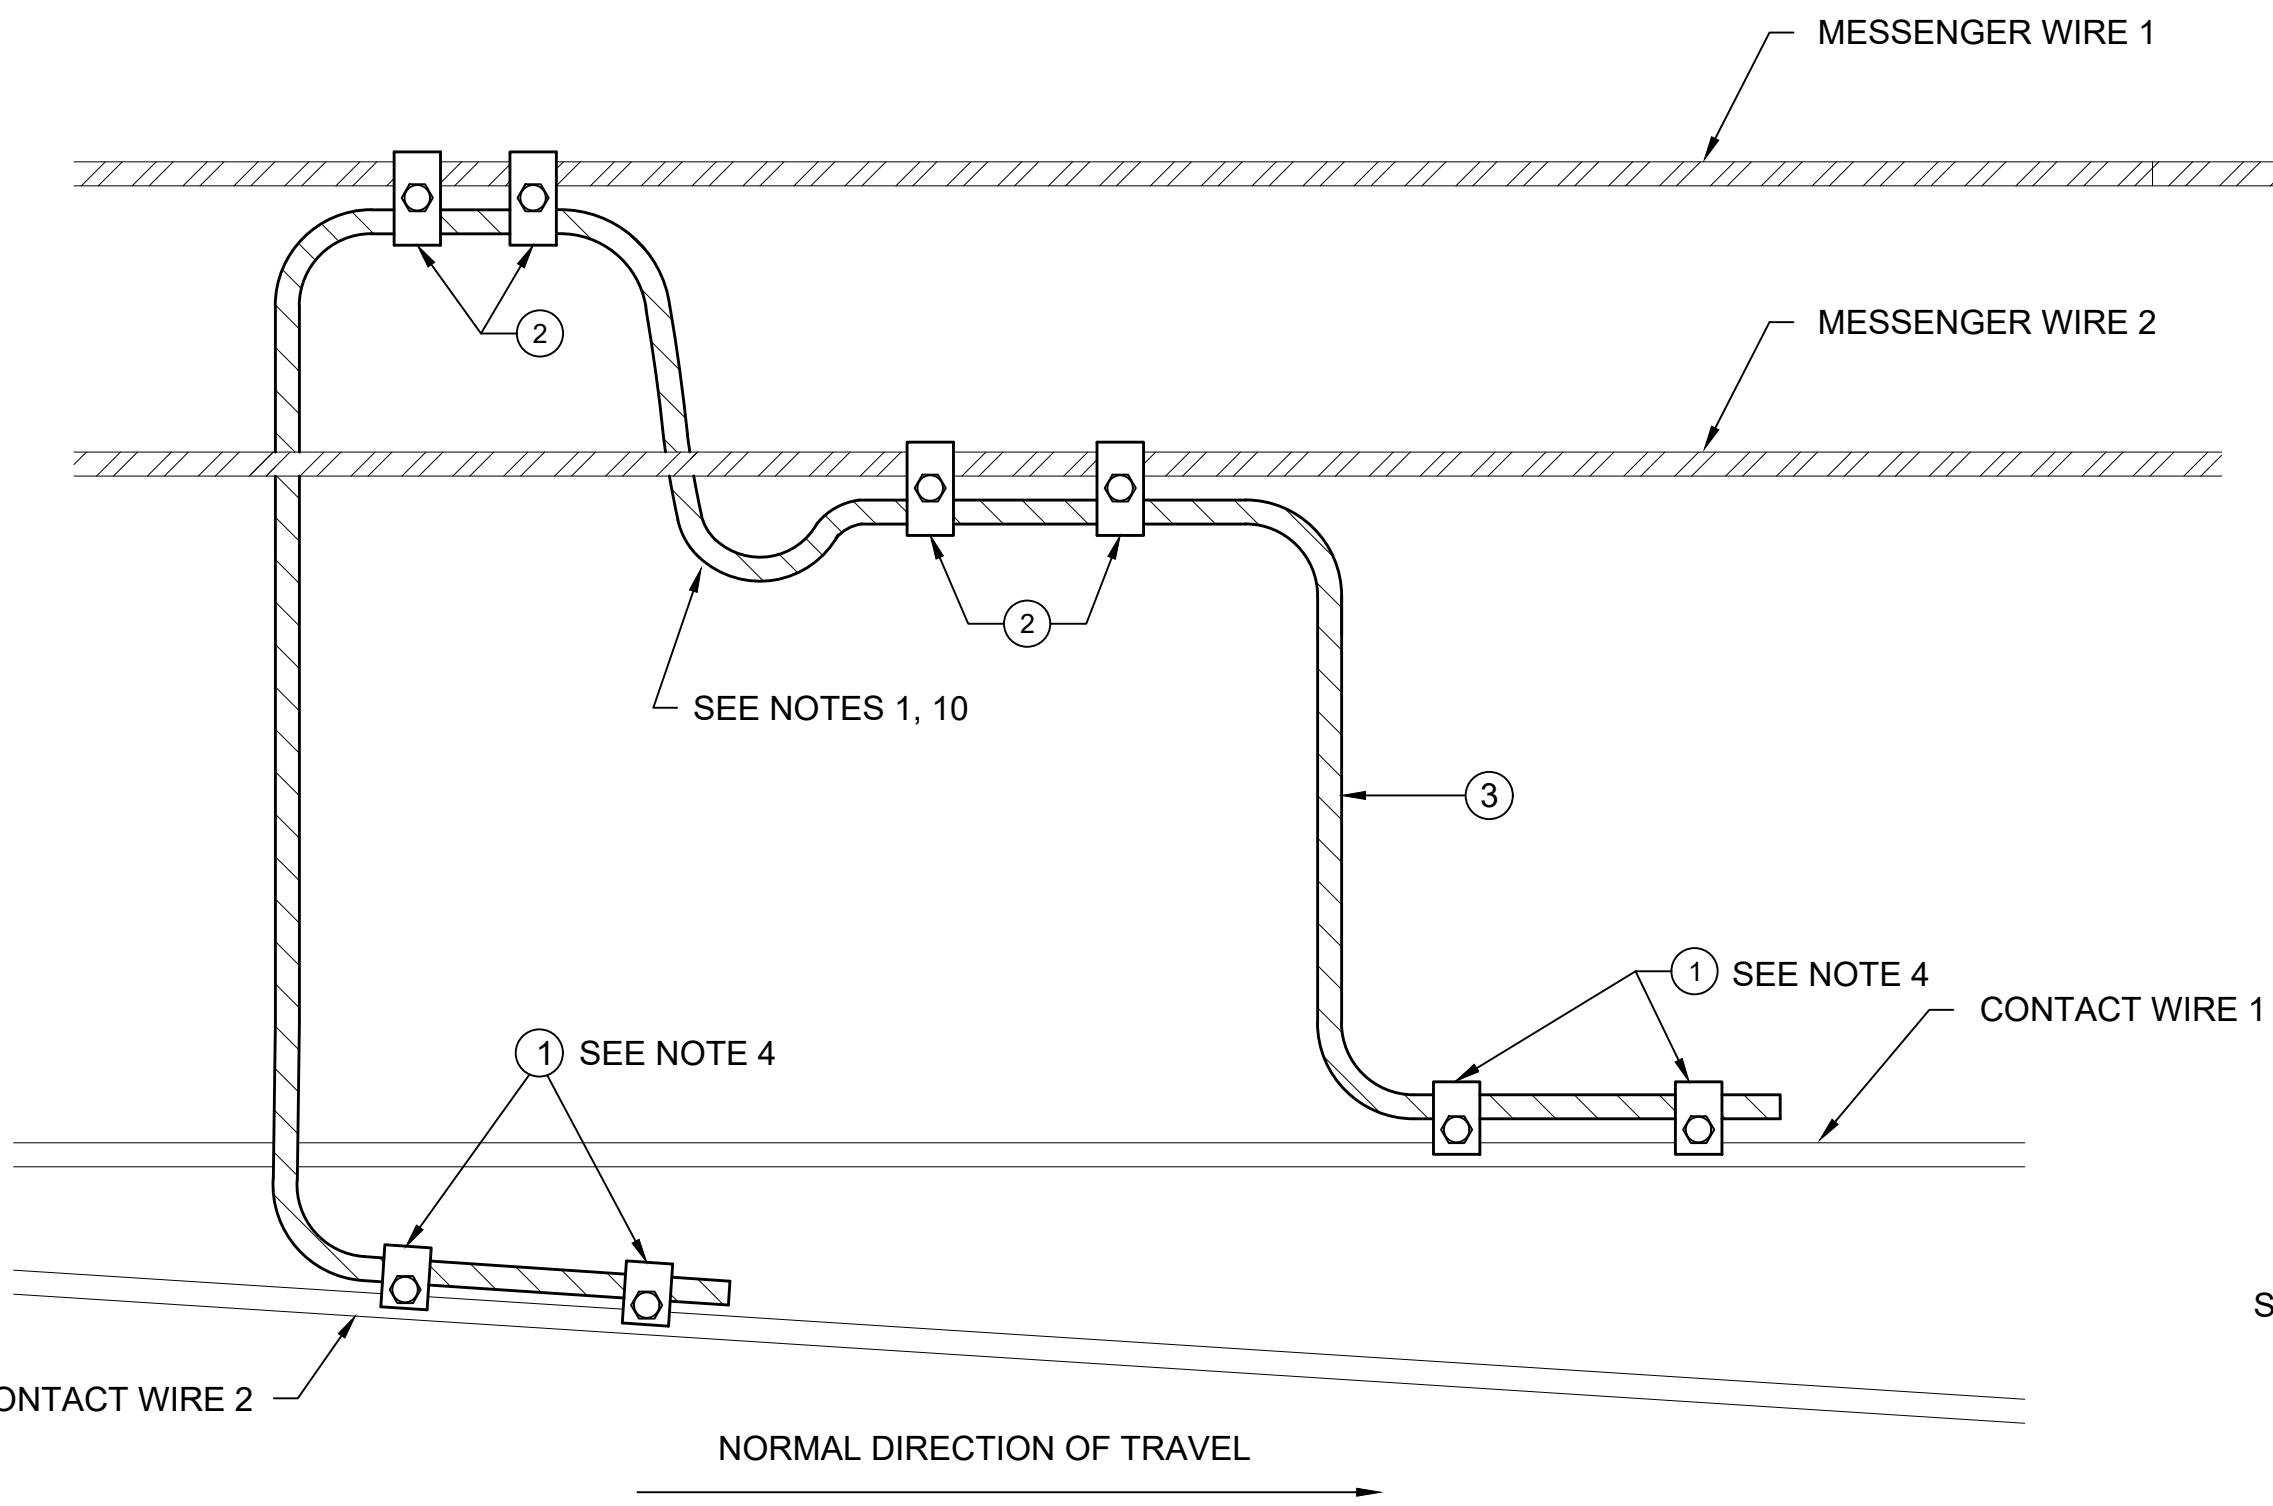 MESSENGER WIRE 1
MESSENGER WIRE 2
2
2
SEE NOTES 1, 10
3
1 SEE NOTE 4
CONTACT WIRE 1
1 SEE NOTE 4
S
ONTACT WIRE 2
NORMAL DIRECTION OF TRAVEL